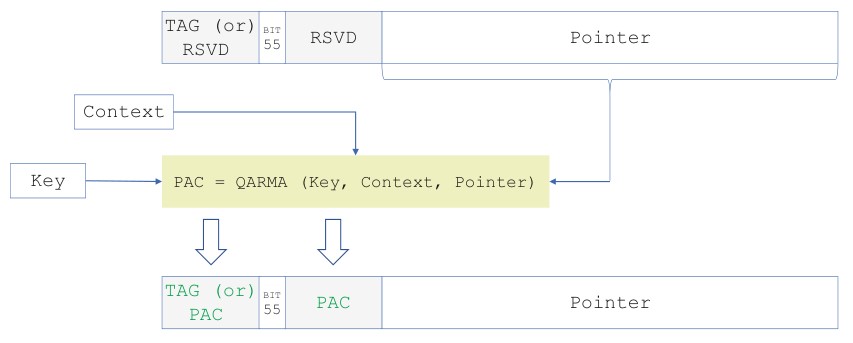 TAG (or)
RSVD
BIT
55
RSVD
Pointer
Context
Key
PAC = QARMA (Key, Context, Pointer)
TAG (or)
PAC
BIT
55
PAC
Pointer